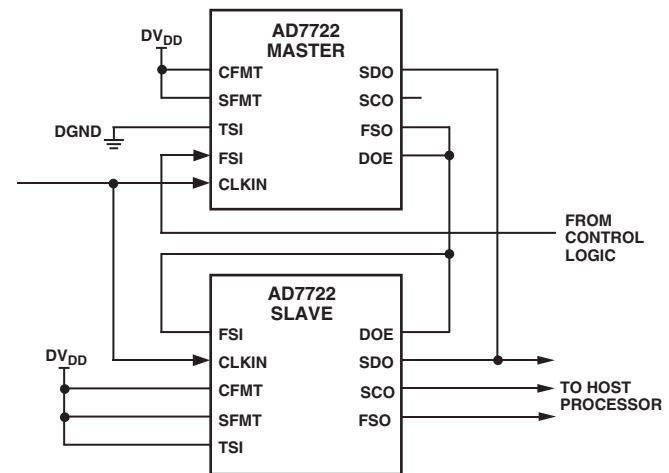 AD7722
MASTER
DVDD
CFMT
SFMT
DGND
TSI
FSI
CLKIN
SDO
SCO
FSO
DOE
FROM
CONTROL
LOGIC
AD7722
SLAVE
FSI
DVDD
CLKIN
CFMT
SFMT
TSI
DOE
SDO
SCO
FSO
TO HOST
PROCESSOR